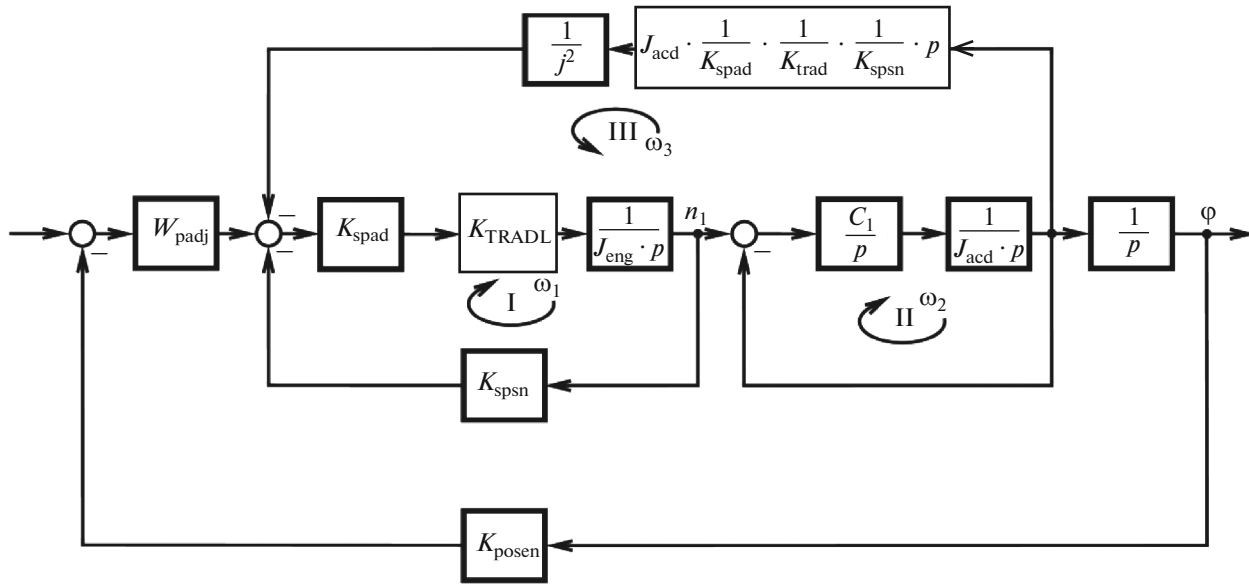 1/j² J_acd · 1/K_spad · 1/K_trad · 1/K_spsn · p
III ω₃
− n₁ φ
W_padj − K_spad K_TRADL 1/(J_eng · p) C₁/p 1/(J_acd · p) 1/p
− − −
I ω₁ II ω₂
K_spsn
K_posen